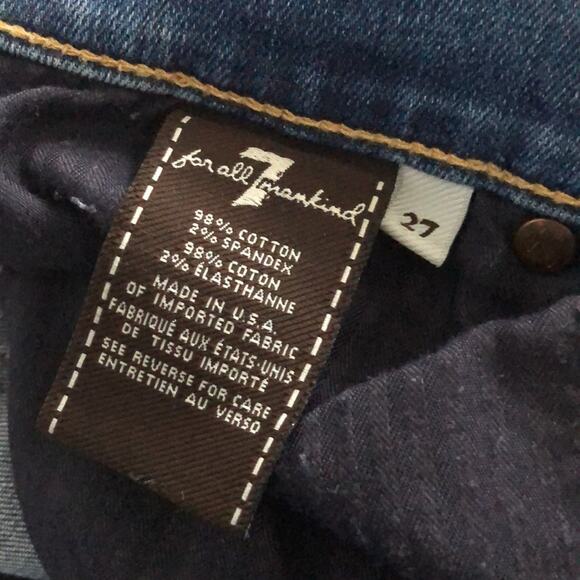 for all 7 mankind
27
98% COTTON
2% SPANDEX
98% COTON
2% ÉLASTHANNE
MADE IN U.S.A
OF IMPORTED FABRIC
FABRIQUÉ AUX ÉTATS-UNIS
DE TISSU IMPORTÉ
SEE REVERSE FOR CARE
ENTRETIEN AU VERSO